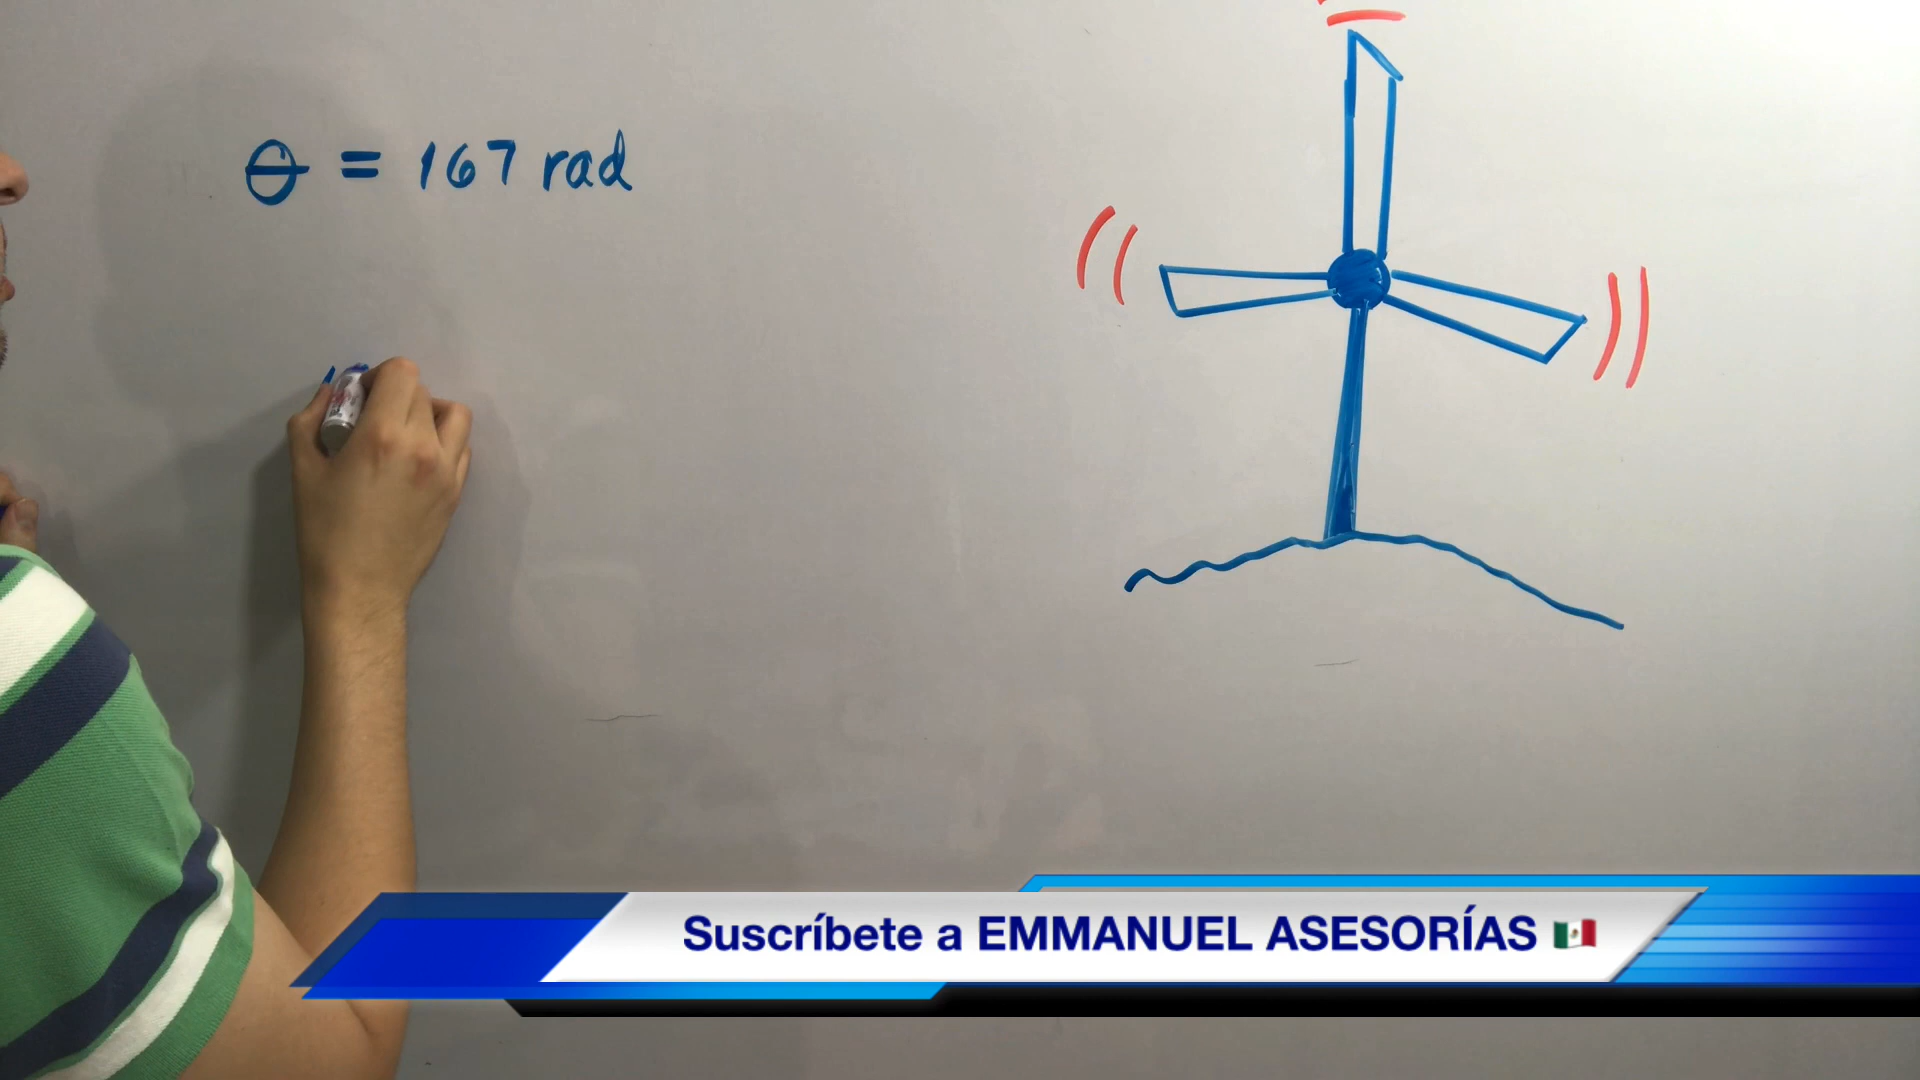 θ = 167 rad
Suscríbete a EMMANUEL ASESORÍAS 🇲🇽